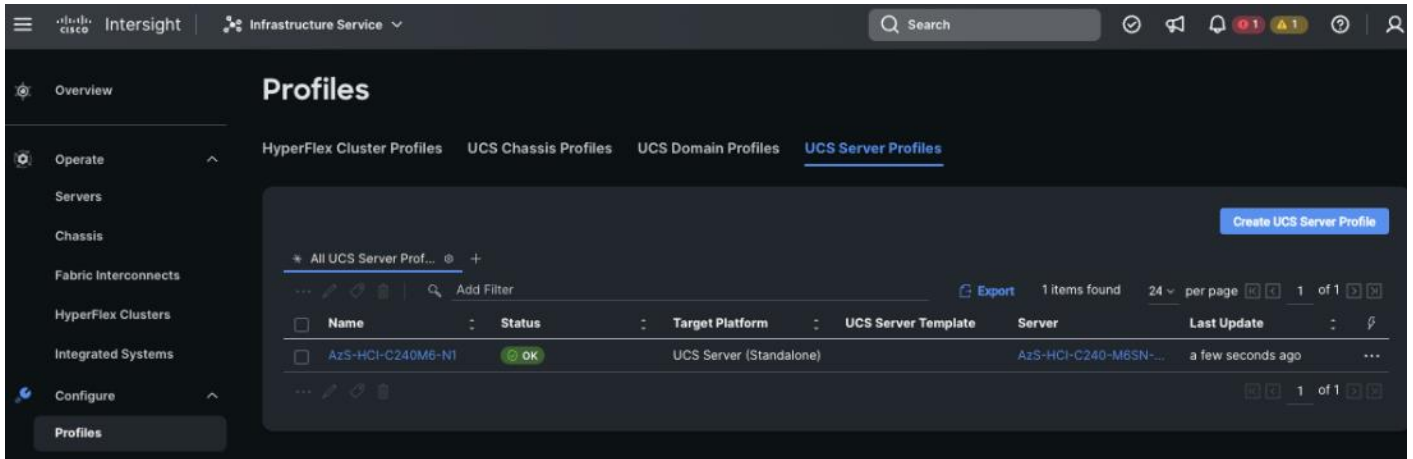 cisco Intersight Infrastructure Service Search 1 1
Overview
Profiles
HyperFlex Cluster Profiles UCS Chassis Profiles UCS Domain Profiles UCS Server Profiles
Operate
Servers
Chassis
Fabric Interconnects
HyperFlex Clusters
Integrated Systems
Configure
Profiles
Create UCS Server Profile
All UCS Server Prof... +
Add Filter Export 1 items found 24 per page 1 of 1
Name Status Target Platform UCS Server Template Server Last Update
AzS-HCI-C240M6-N1 OK UCS Server (Standalone) AzS-HCI-C240-M6SN-... a few seconds ago ...
... 1 of 1